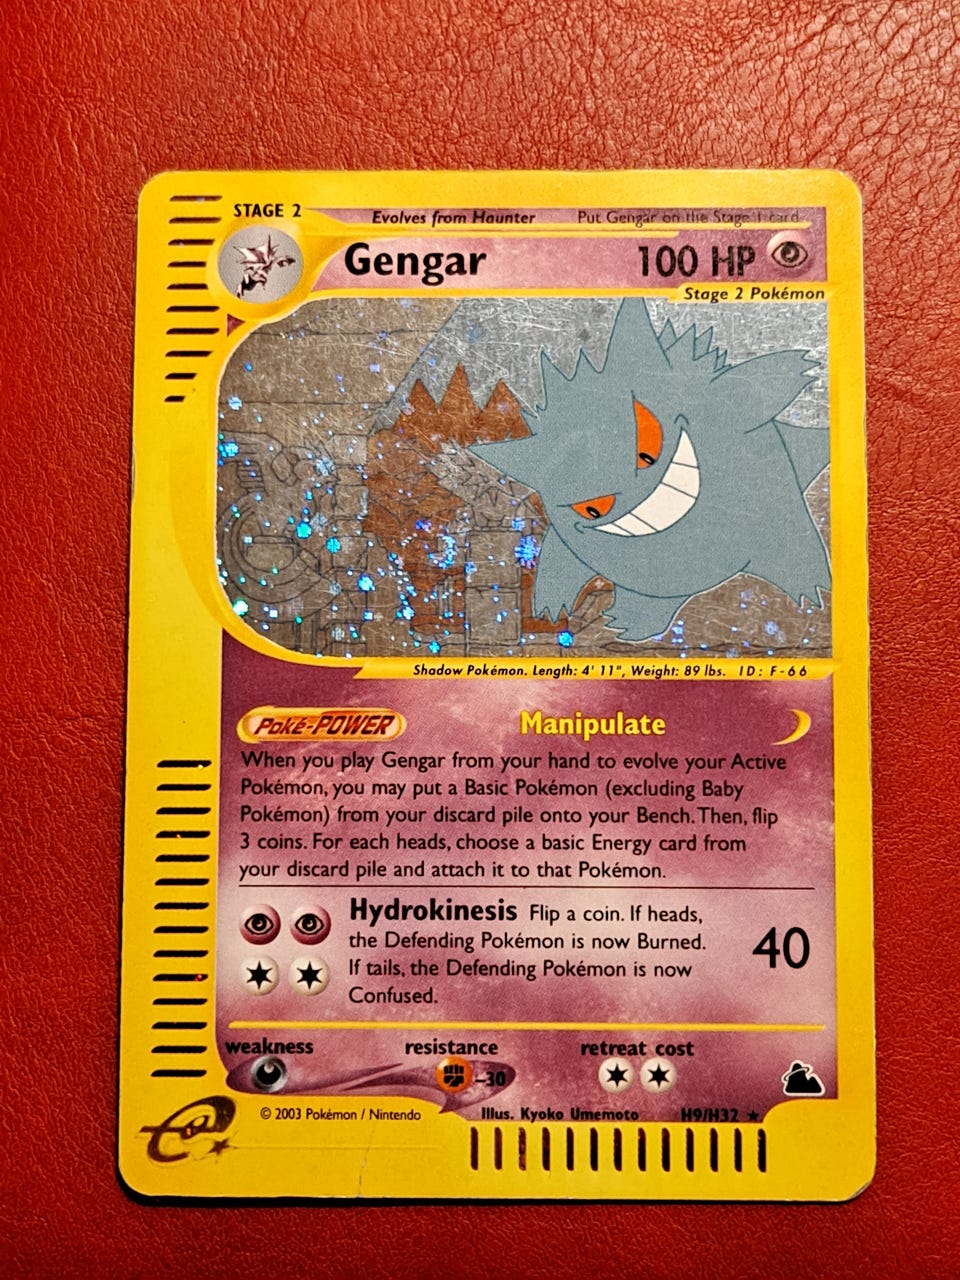 STAGE 2
Evolves from Haunter Put Gengar on the Stage 1 card
Gengar 100 HP
Stage 2 Pokémon
Shadow Pokémon. Length: 4' 11", Weight: 89 lbs. ID: F-66
Poké-POWER Manipulate
When you play Gengar from your hand to evolve your Active
Pokémon, you may put a Basic Pokémon (excluding Baby
Pokémon) from your discard pile onto your Bench. Then, flip
3 coins. For each heads, choose a basic Energy card from
your discard pile and attach it to that Pokémon.
Hydrokinesis Flip a coin. If heads,
the Defending Pokémon is now Burned.
If tails, the Defending Pokémon is now
Confused.
40
weakness resistance retreat cost
-30
© 2003 Pokémon / Nintendo Illus. Kyoko Umemoto H9/H32 ★
e